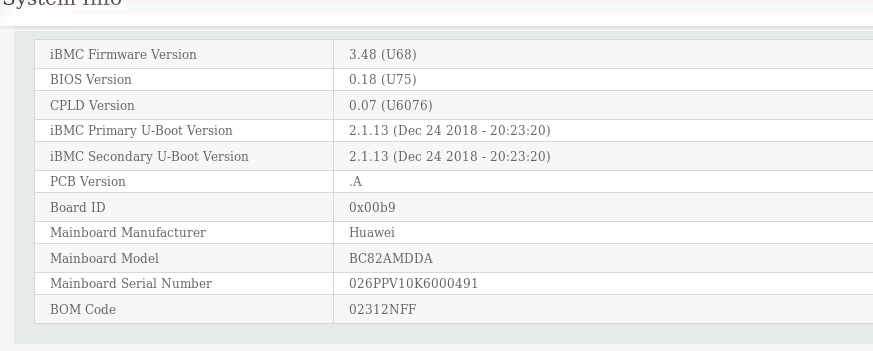 System Info
iBMC Firmware Version 3.48 (U68)
BIOS Version 0.18 (U75)
CPLD Version 0.07 (U6076)
iBMC Primary U-Boot Version 2.1.13 (Dec 24 2018 - 20:23:20)
iBMC Secondary U-Boot Version 2.1.13 (Dec 24 2018 - 20:23:20)
PCB Version .A
Board ID 0x00b9
Mainboard Manufacturer Huawei
Mainboard Model BC82AMDDA
Mainboard Serial Number 026PPV10K6000491
BOM Code 02312NFF